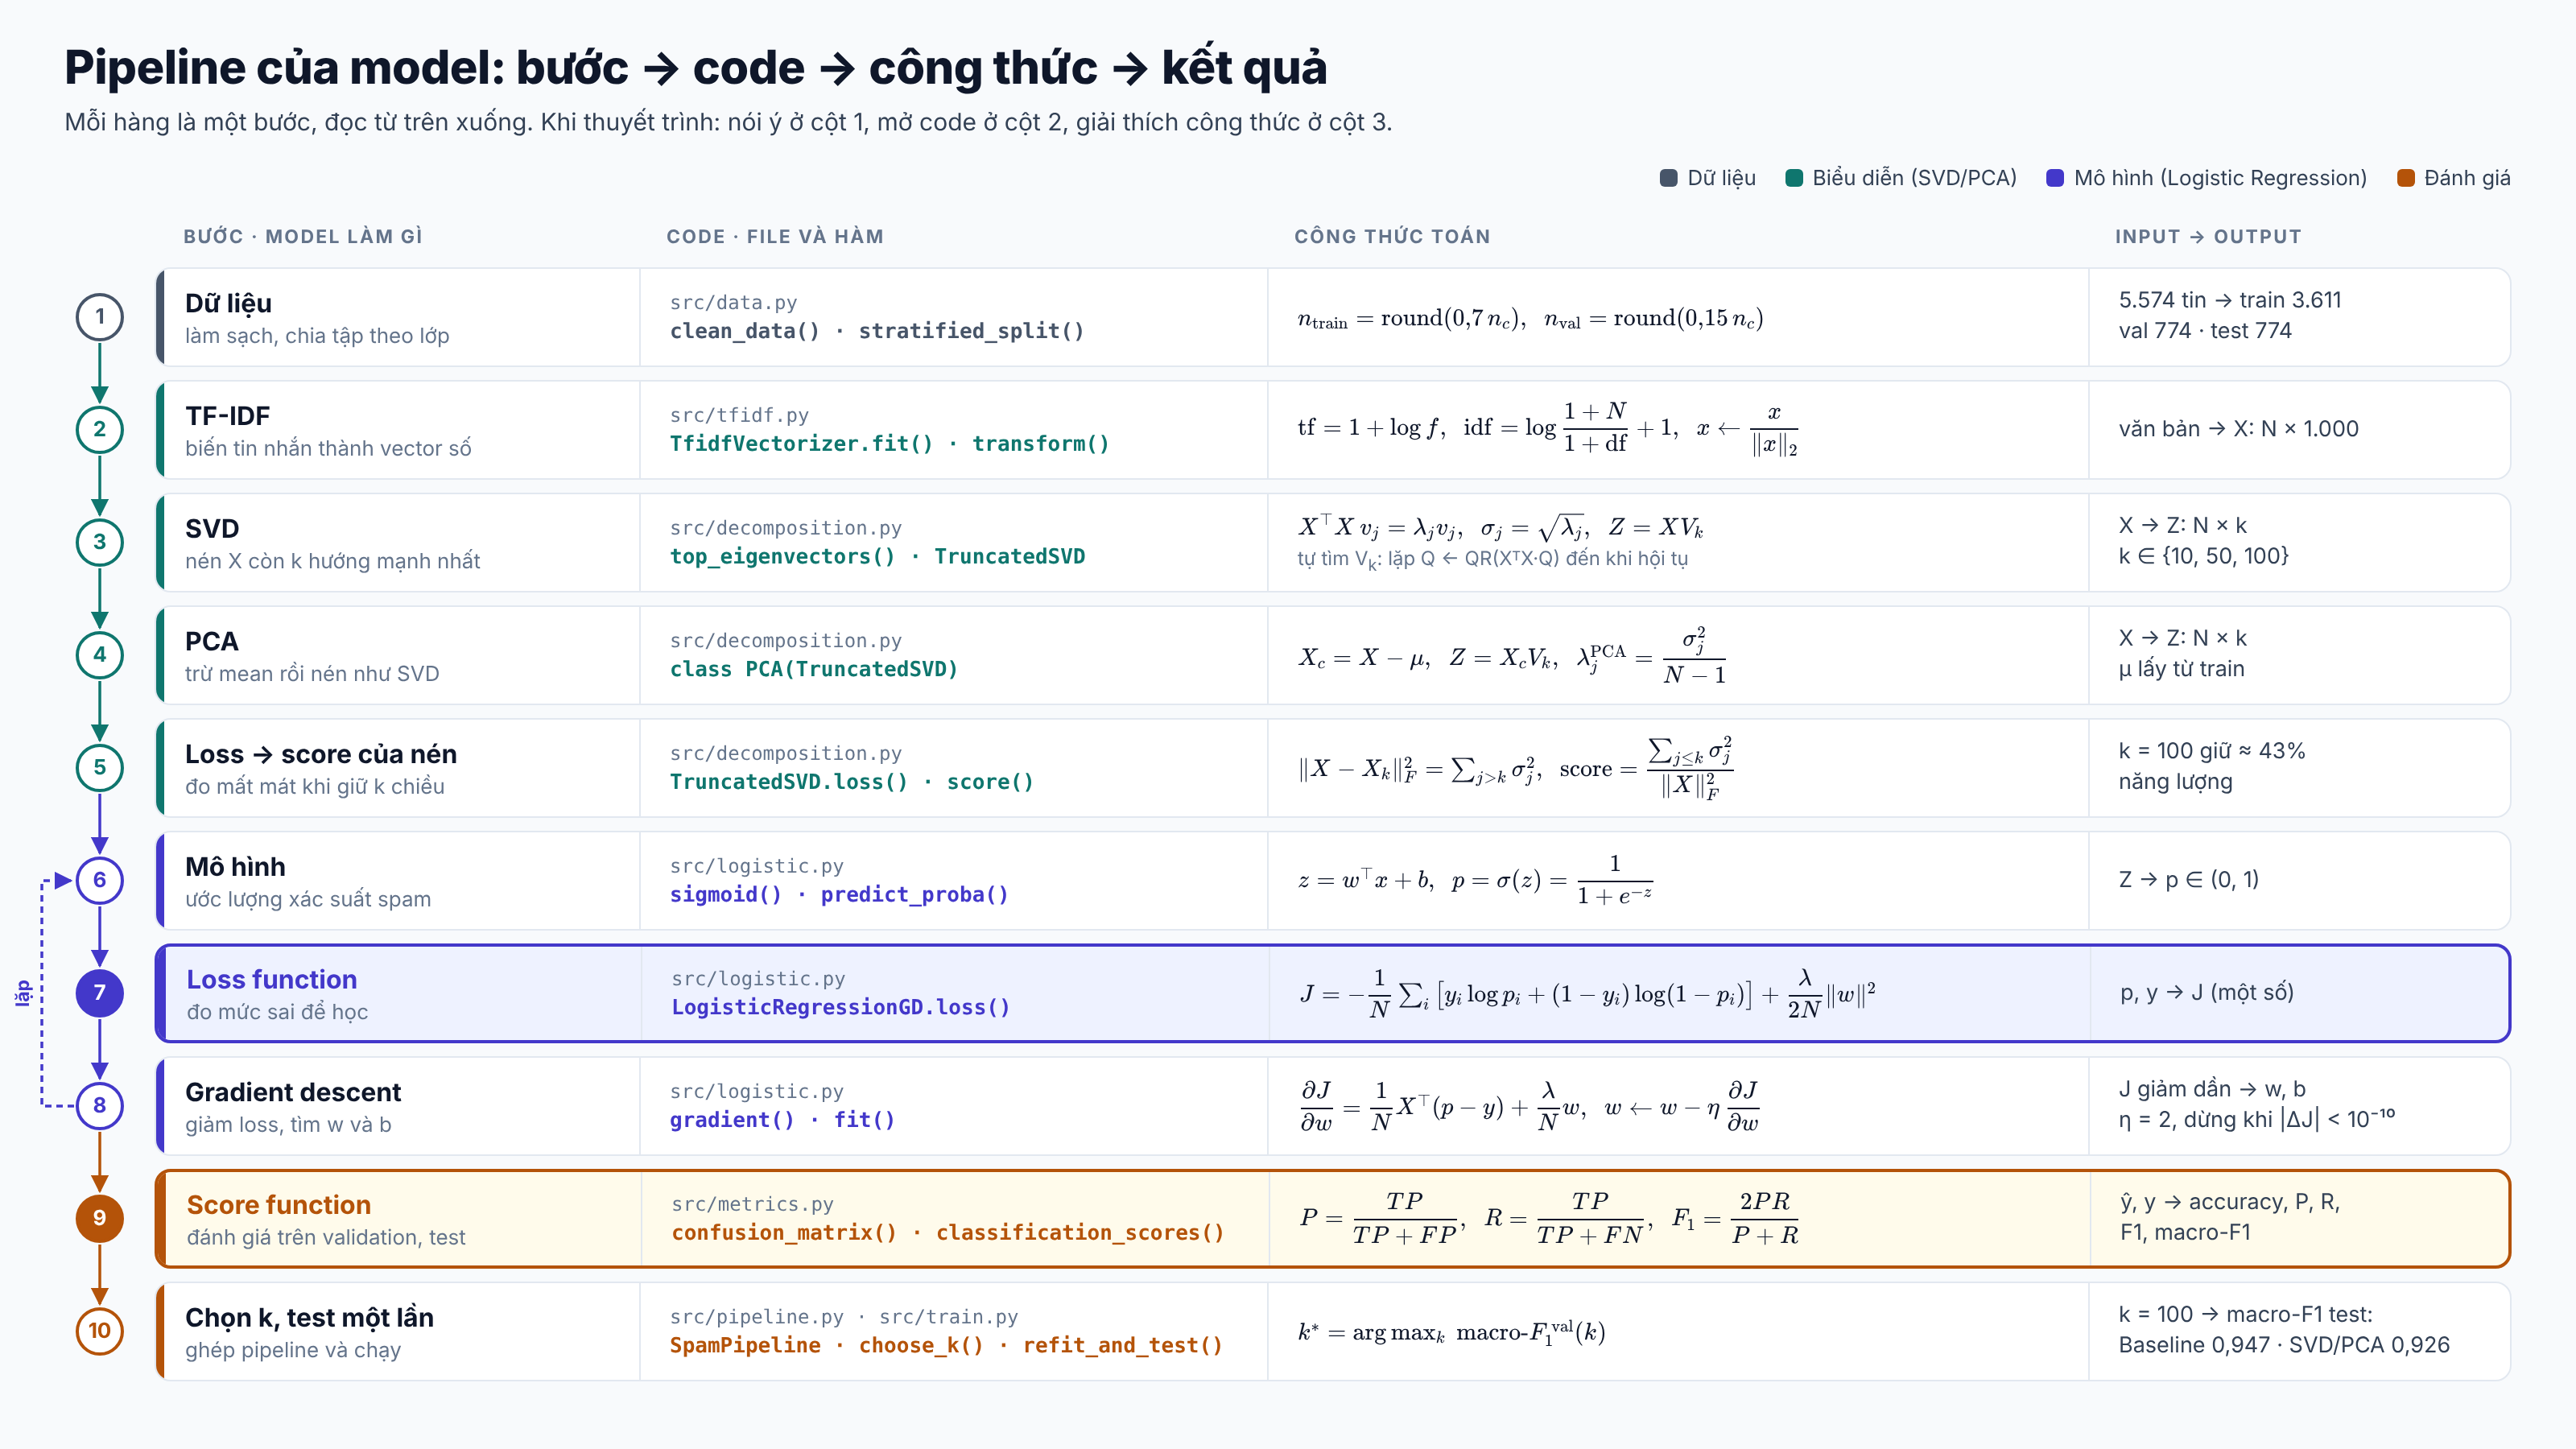 Pipeline của model: bước → code → công thức → kết quả
Mỗi hàng là một bước, đọc từ trên xuống. Khi thuyết trình: nói ý ở cột 1, mở code ở cột 2, giải thích công thức ở cột 3.
Dữ liệu
Biểu diễn (SVD/PCA)
Mô hình (Logistic Regression)
Đánh giá
BƯỚC · MODEL LÀM GÌ
CODE · FILE VÀ HÀM
CÔNG THỨC TOÁN
INPUT → OUTPUT
1
Dữ liệu
làm sạch, chia tập theo lớp
src/data.py
clean_data() · stratified_split()
n_train = round(0,7 n_c), n_val = round(0,15 n_c)
5.574 tin → train 3.611
val 774 · test 774
2
TF-IDF
biến tin nhắn thành vector số
src/tfidf.py
TfidfVectorizer.fit() · transform()
tf = 1 + log f, idf = log (1 + N)/(1 + df) + 1, x ← x/‖x‖₂
văn bản → X: N × 1.000
3
SVD
nén X còn k hướng mạnh nhất
src/decomposition.py
top_eigenvectors() · TruncatedSVD
X⊤X v_j = λ_j v_j, σ_j = √λ_j, Z = XV_k
tự tìm V_k: lặp Q ← QR(XᵀX·Q) đến khi hội tụ
X → Z: N × k
k ∈ {10, 50, 100}
4
PCA
trừ mean rồi nén như SVD
src/decomposition.py
class PCA(TruncatedSVD)
X_c = X − μ, Z = X_c V_k, λ_j^PCA = σ_j²/(N − 1)
X → Z: N × k
μ lấy từ train
5
Loss → score của nén
đo mất mát khi giữ k chiều
src/decomposition.py
TruncatedSVD.loss() · score()
‖X − X_k‖_F² = ∑_{j>k} σ_j², score = ∑_{j≤k} σ_j² / ‖X‖_F²
k = 100 giữ ≈ 43%
năng lượng
6
Mô hình
ước lượng xác suất spam
src/logistic.py
sigmoid() · predict_proba()
z = w⊤x + b, p = σ(z) = 1/(1 + e^{−z})
Z → p ∈ (0, 1)
lặp
7
Loss function
đo mức sai để học
src/logistic.py
LogisticRegressionGD.loss()
J = −1/N ∑_i [y_i log p_i + (1 − y_i) log(1 − p_i)] + λ/2N ‖w‖²
p, y → J (một số)
8
Gradient descent
giảm loss, tìm w và b
src/logistic.py
gradient() · fit()
∂J/∂w = 1/N X⊤(p − y) + λ/N w, w ← w − η ∂J/∂w
J giảm dần → w, b
η = 2, dừng khi |ΔJ| < 10⁻¹⁰
9
Score function
đánh giá trên validation, test
src/metrics.py
confusion_matrix() · classification_scores()
P = TP/(TP + FP), R = TP/(TP + FN), F₁ = 2PR/(P + R)
ŷ, y → accuracy, P, R,
F1, macro-F1
10
Chọn k, test một lần
ghép pipeline và chạy
src/pipeline.py · src/train.py
SpamPipeline · choose_k() · refit_and_test()
k* = arg max_k macro-F₁^val(k)
k = 100 → macro-F1 test:
Baseline 0,947 · SVD/PCA 0,926